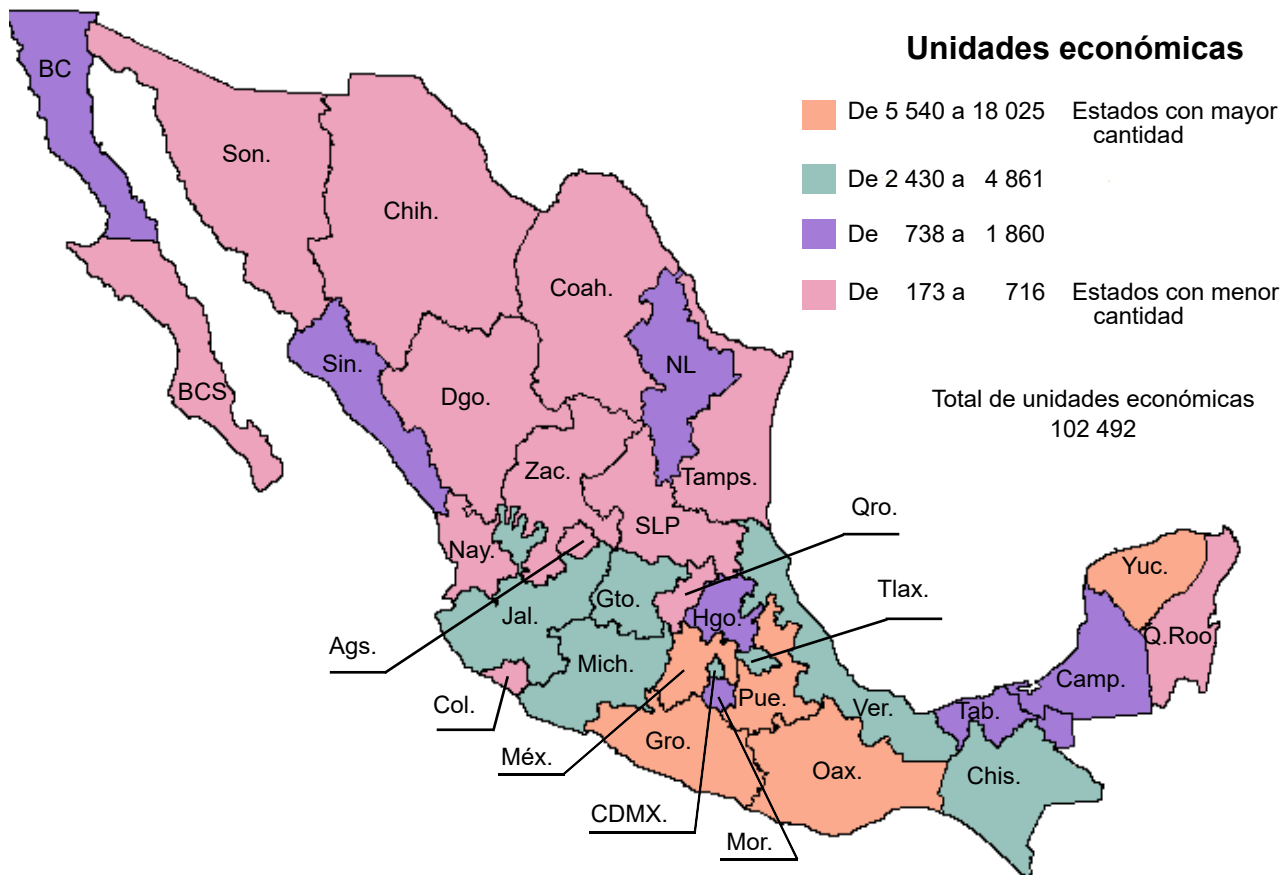 Unidades económicas
De 5 540 a 18 025 Estados con mayor
cantidad
De 2 430 a 4 861
De 738 a 1 860
De 173 a 716 Estados con menor
cantidad
Total de unidades económicas
102 492
BC
Son.
Chih.
Coah.
BCS
Sin.
Dgo.
NL
Zac.
Tamps.
SLP
Nay.
Qro.
Tlax.
Ags.
Jal.
Gto.
Hgo.
Yuc.
Q.Roo
Mich.
Col.
Pue.
Ver.
Tab.
Camp.
Méx.
Gro.
Oax.
Chis.
CDMX.
Mor.